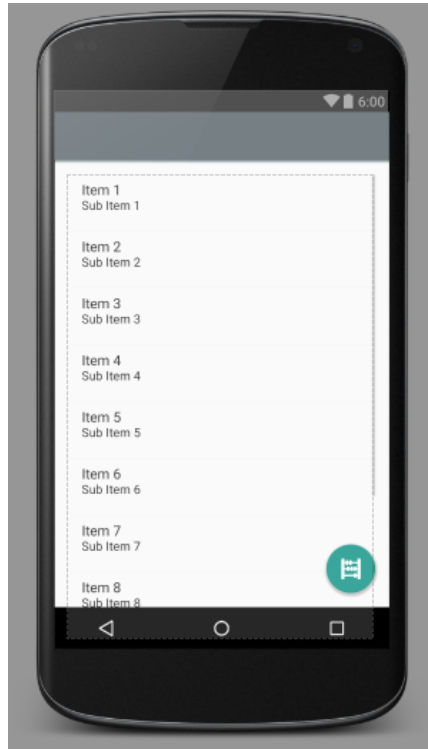 6:00
Item 1
Sub Item 1
Item 2
Sub Item 2
Item 3
Sub Item 3
Item 4
Sub Item 4
Item 5
Sub Item 5
Item 6
Sub Item 6
Item 7
Sub Item 7
Item 8
Sub Item 8